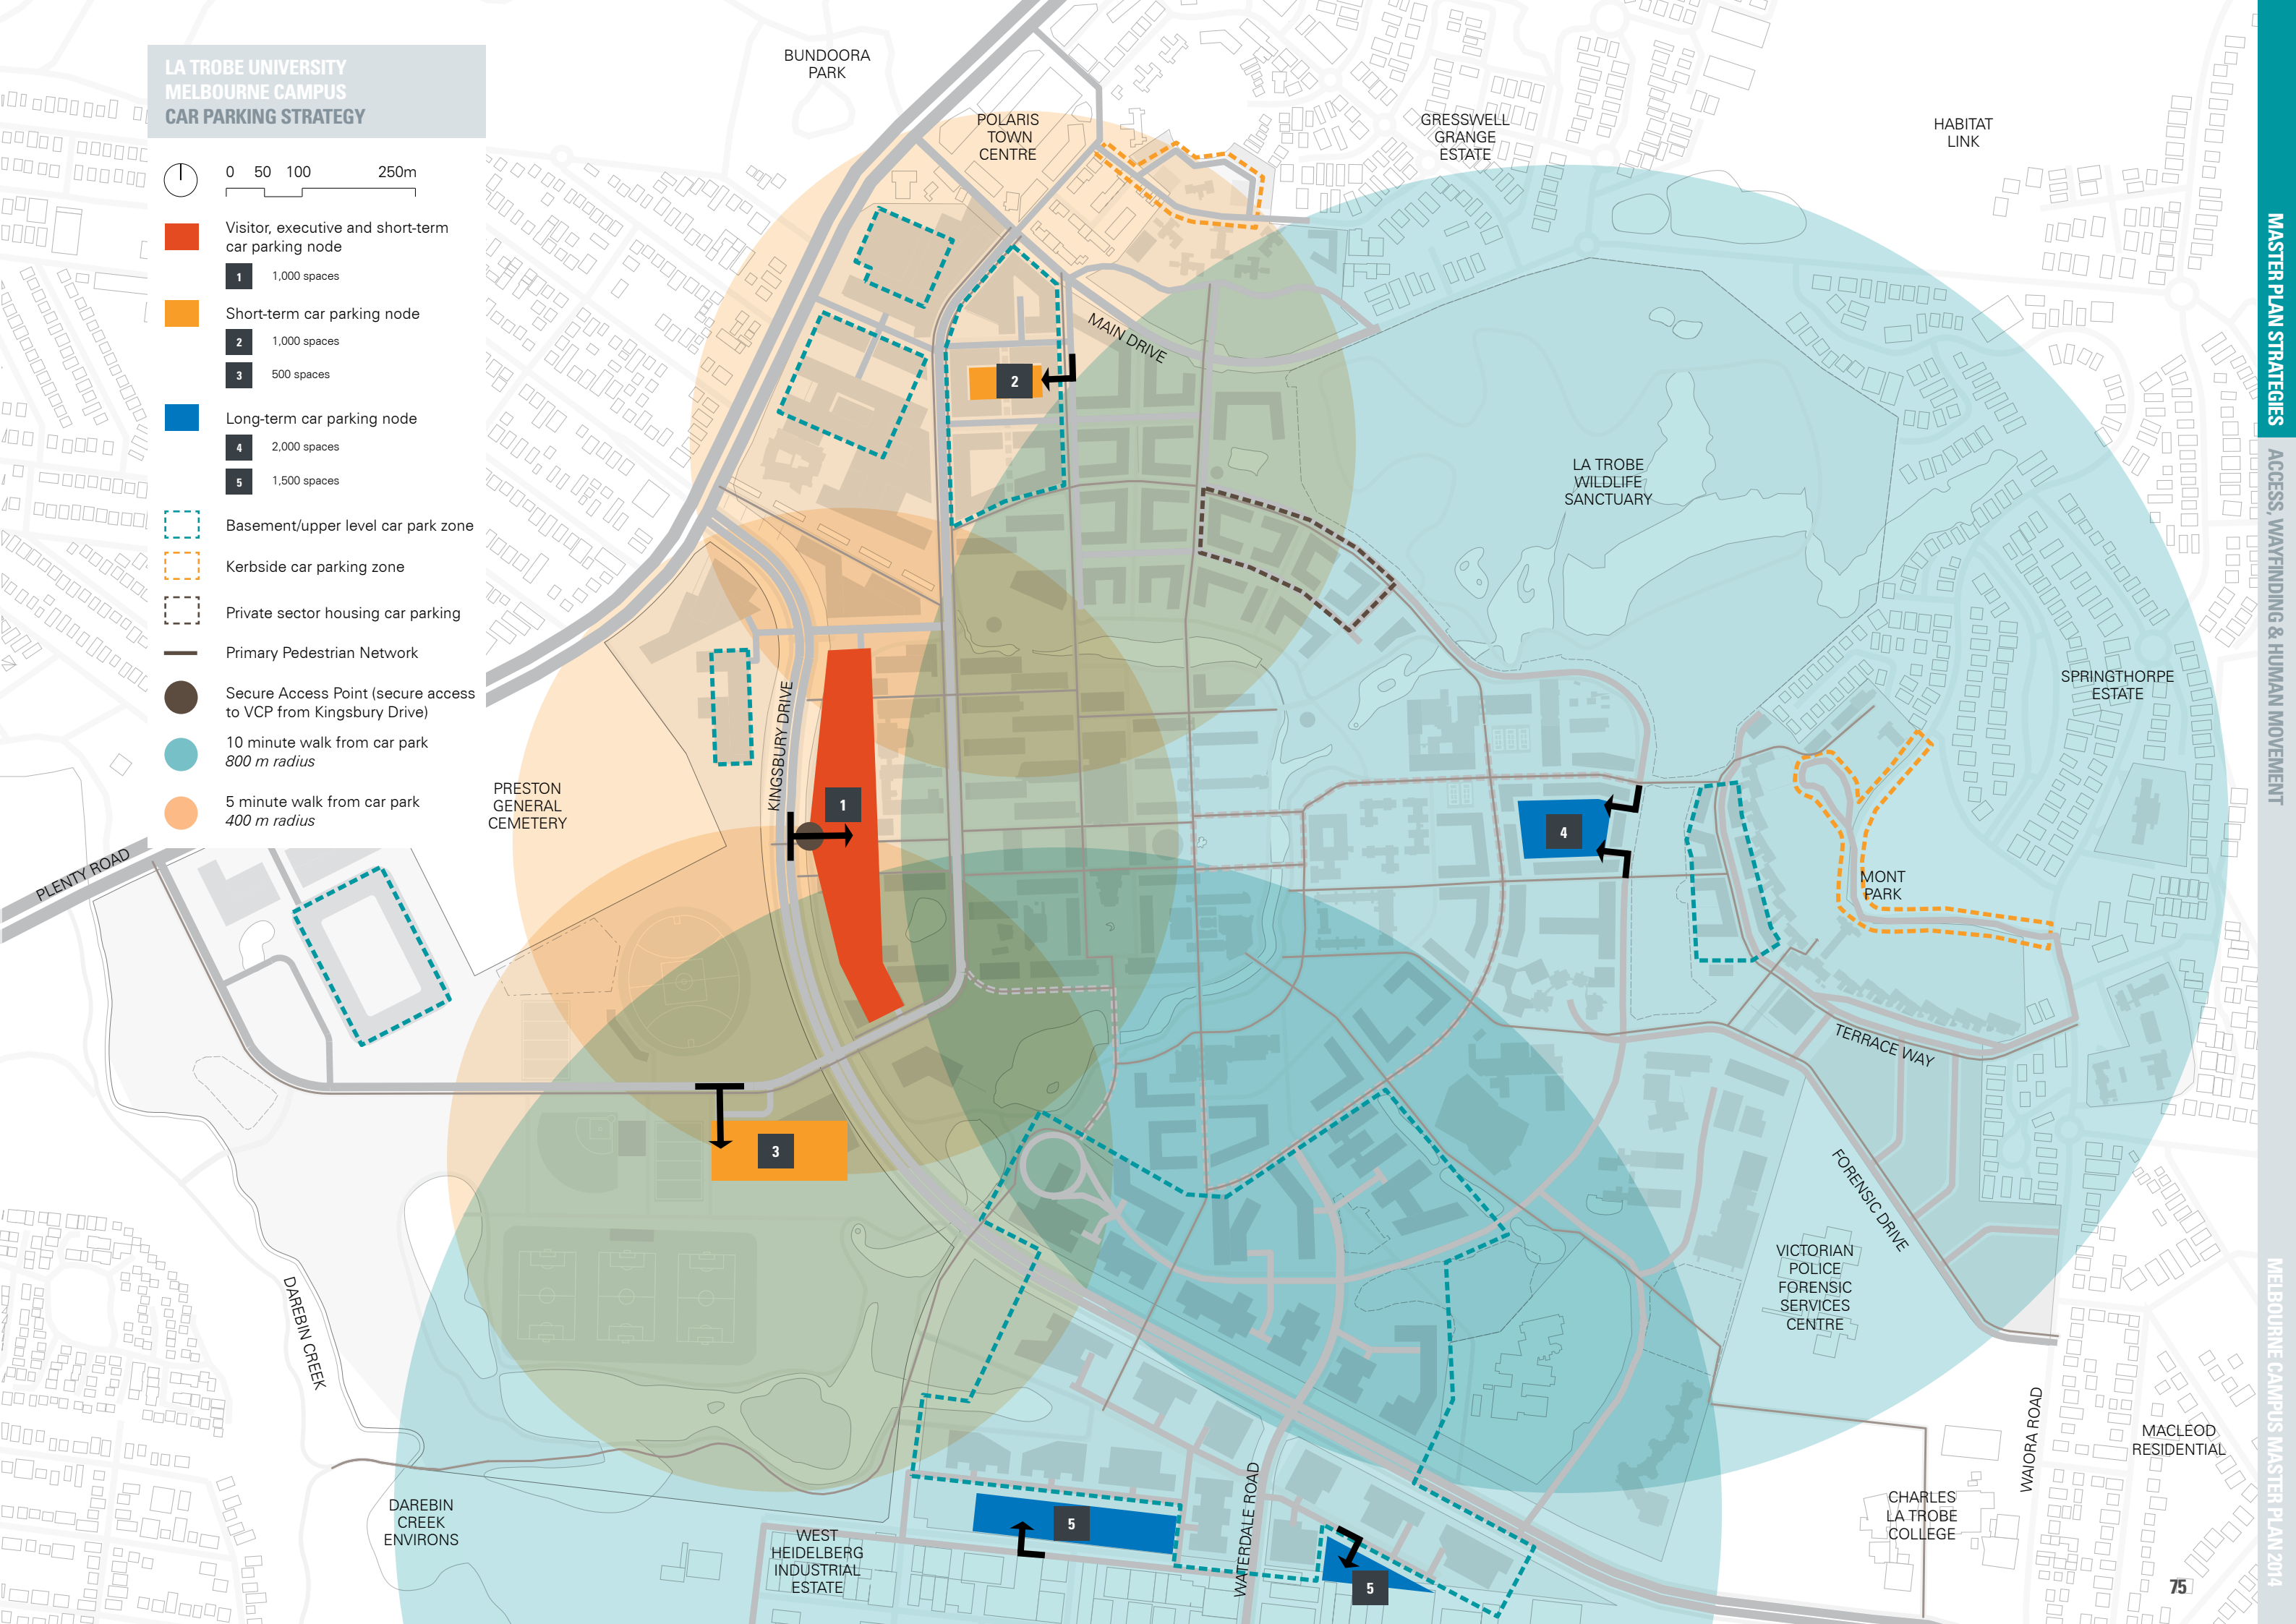 LA TROBE UNIVERSITY
MELBOURNE CAMPUS
CAR PARKING STRATEGY
0 50 100 250m
Visitor, executive and short-term
car parking node
1 1,000 spaces
Short-term car parking node
2 1,000 spaces
3 500 spaces
Long-term car parking node
4 2,000 spaces
5 1,500 spaces
Basement/upper level car park zone
Kerbside car parking zone
Private sector housing car parking
Primary Pedestrian Network
Secure Access Point (secure access
to VCP from Kingsbury Drive)
10 minute walk from car park
800 m radius
5 minute walk from car park
400 m radius
BUNDOORA
PARK
POLARIS
TOWN
CENTRE
GRESSWELL
GRANGE
ESTATE
HABITAT
LINK
MAIN DRIVE
2
LA TROBE
WILDLIFE
SANCTUARY
SPRINGTHORPE
ESTATE
KINGSBURY DRIVE
PRESTON
GENERAL
CEMETERY
1
4
MONT
PARK
PLENTY ROAD
TERRACE WAY
3
FORENSIC DRIVE
VICTORIAN
POLICE
FORENSIC
SERVICES
CENTRE
DAREBIN CREEK
WAIORA ROAD
MACLEOD
RESIDENTIAL
DAREBIN
CREEK
ENVIRONS
WEST
HEIDELBERG
INDUSTRIAL
ESTATE
5
WATERDALE ROAD
5
CHARLES
LA TROBE
COLLEGE
MASTER PLAN STRATEGIES
ACCESS, WAYFINDING & HUMAN MOVEMENT
MELBOURNE CAMPUS MASTER PLAN 2014
75